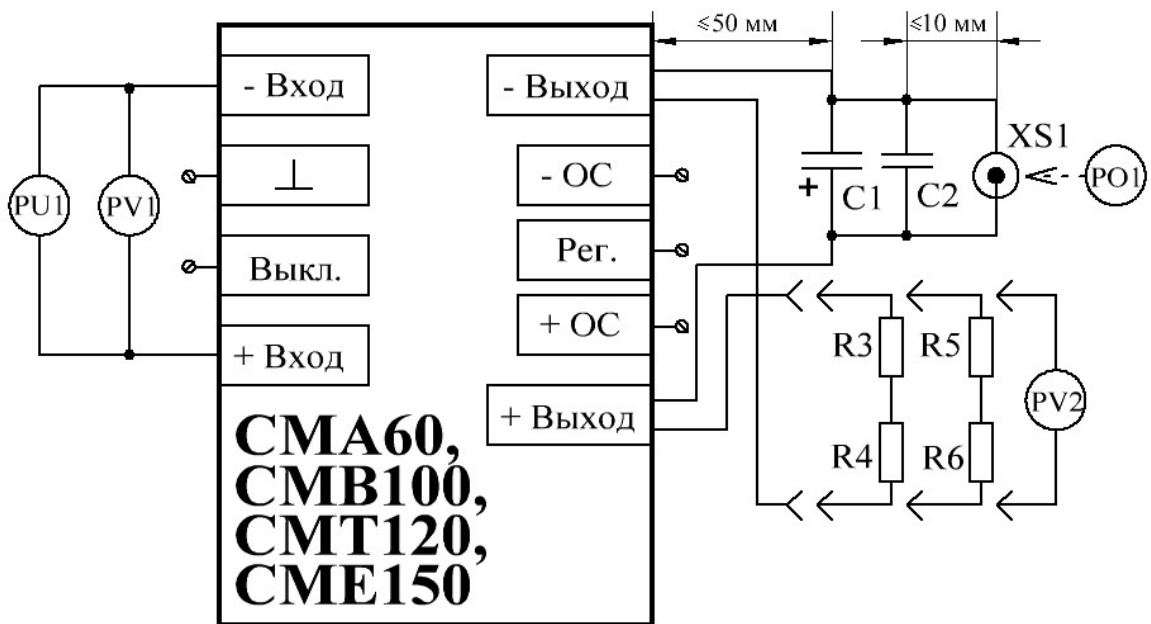 ≤50 мм
≤10 мм
- Вход
- Выход
XS1
⊥
- ОС
PU1
PV1
+
C1
C2
PO1
Выкл.
Рег.
+ Вход
+ ОС
R3
R5
+ Выход
PV2
R4
R6
CMA60,
CMB100,
CMT120,
CME150